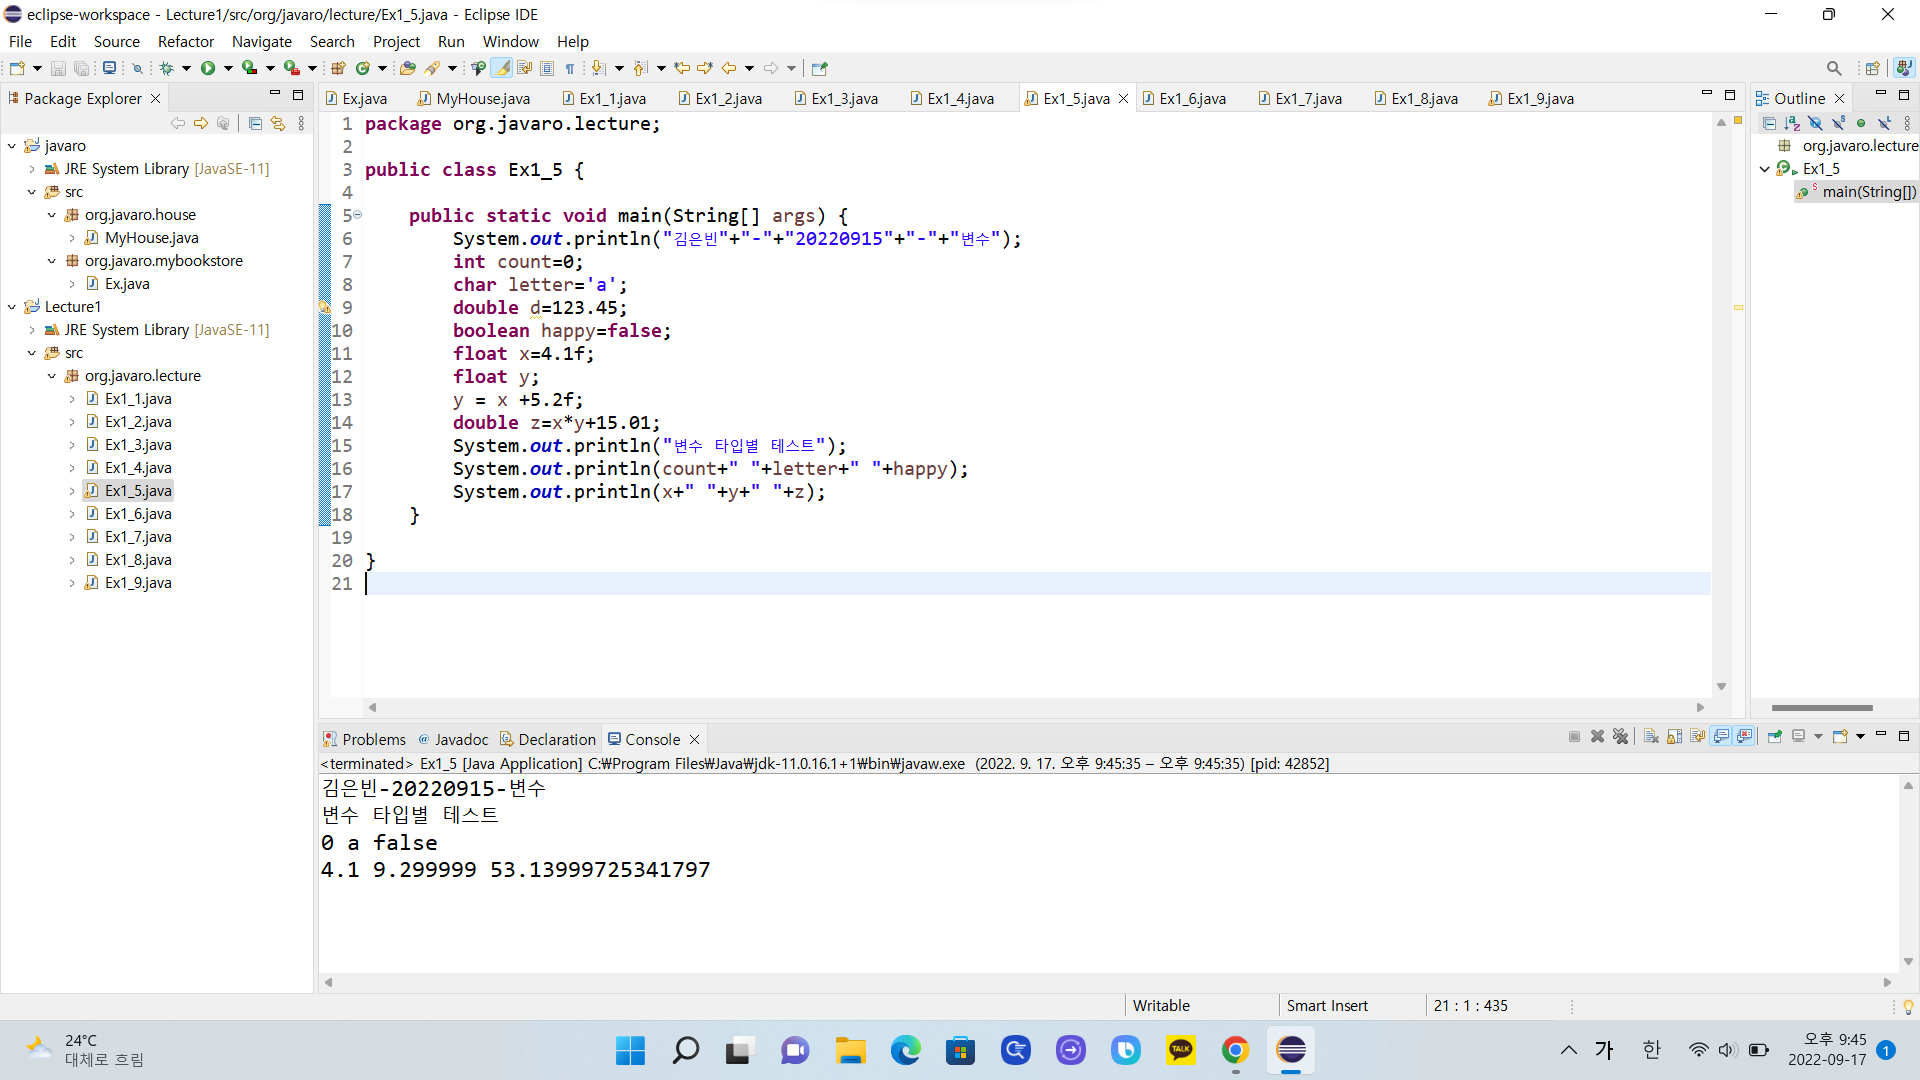 eclipse-workspace - Lecture1/src/org/javaro/lecture/Ex1_5.java - Eclipse IDE
File Edit Source Refactor Navigate Search Project Run Window Help
Package Explorer
javaro
JRE System Library [JavaSE-11]
src
org.javaro.house
MyHouse.java
org.javaro.mybookstore
Ex.java
Lecture1
JRE System Library [JavaSE-11]
src
org.javaro.lecture
Ex1_1.java
Ex1_2.java
Ex1_3.java
Ex1_4.java
Ex1_5.java
Ex1_6.java
Ex1_7.java
Ex1_8.java
Ex1_9.java
Ex.java MyHouse.java Ex1_1.java Ex1_2.java Ex1_3.java Ex1_4.java Ex1_5.java Ex1_6.java Ex1_7.java Ex1_8.java Ex1_9.java
1 package org.javaro.lecture;
2
3 public class Ex1_5 {
4
5 public static void main(String[] args) {
6 System.out.println("김은빈"+"-"+"20220915"+"-"+"변수");
7 int count=0;
8 char letter='a';
9 double d=123.45;
10 boolean happy=false;
11 float x=4.1f;
12 float y;
13 y = x +5.2f;
14 double z=x*y+15.01;
15 System.out.println("변수 타입별 테스트");
16 System.out.println(count+" "+letter+" "+happy);
17 System.out.println(x+" "+y+" "+z);
18 }
19
20 }
21
Outline
org.javaro.lecture
Ex1_5
main(String[])
Problems @ Javadoc Declaration Console
<terminated> Ex1_5 [Java Application] C:₩Program Files₩Java₩jdk-11.0.16.1+1₩bin₩javaw.exe (2022. 9. 17. 오후 9:45:35 – 오후 9:45:35) [pid: 42852]
김은빈-20220915-변수
변수 타입별 테스트
0 a false
4.1 9.299999 53.13999725341797
Writable Smart Insert 21 : 1 : 435
24°C
대체로 흐림
TALK
가 한
오후 9:45
2022-09-17
1